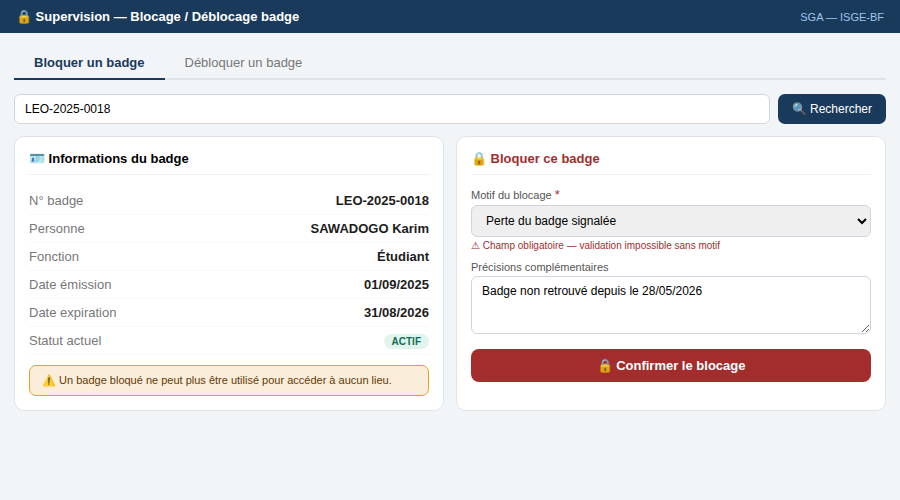 🔒 Supervision — Blocage / Déblocage badge
SGA — ISGE-BF
Bloquer un badge
Débloquer un badge
LEO-2025-0018
🔍 Rechercher
🪪 Informations du badge
N° badge LEO-2025-0018
Personne SAWADOGO Karim
Fonction Étudiant
Date émission 01/09/2025
Date expiration 31/08/2026
Statut actuel ACTIF
⚠️ Un badge bloqué ne peut plus être utilisé pour accéder à aucun lieu.
🔒 Bloquer ce badge
Motif du blocage *
Perte du badge signalée
⚠ Champ obligatoire — validation impossible sans motif
Précisions complémentaires
Badge non retrouvé depuis le 28/05/2026
🔒 Confirmer le blocage